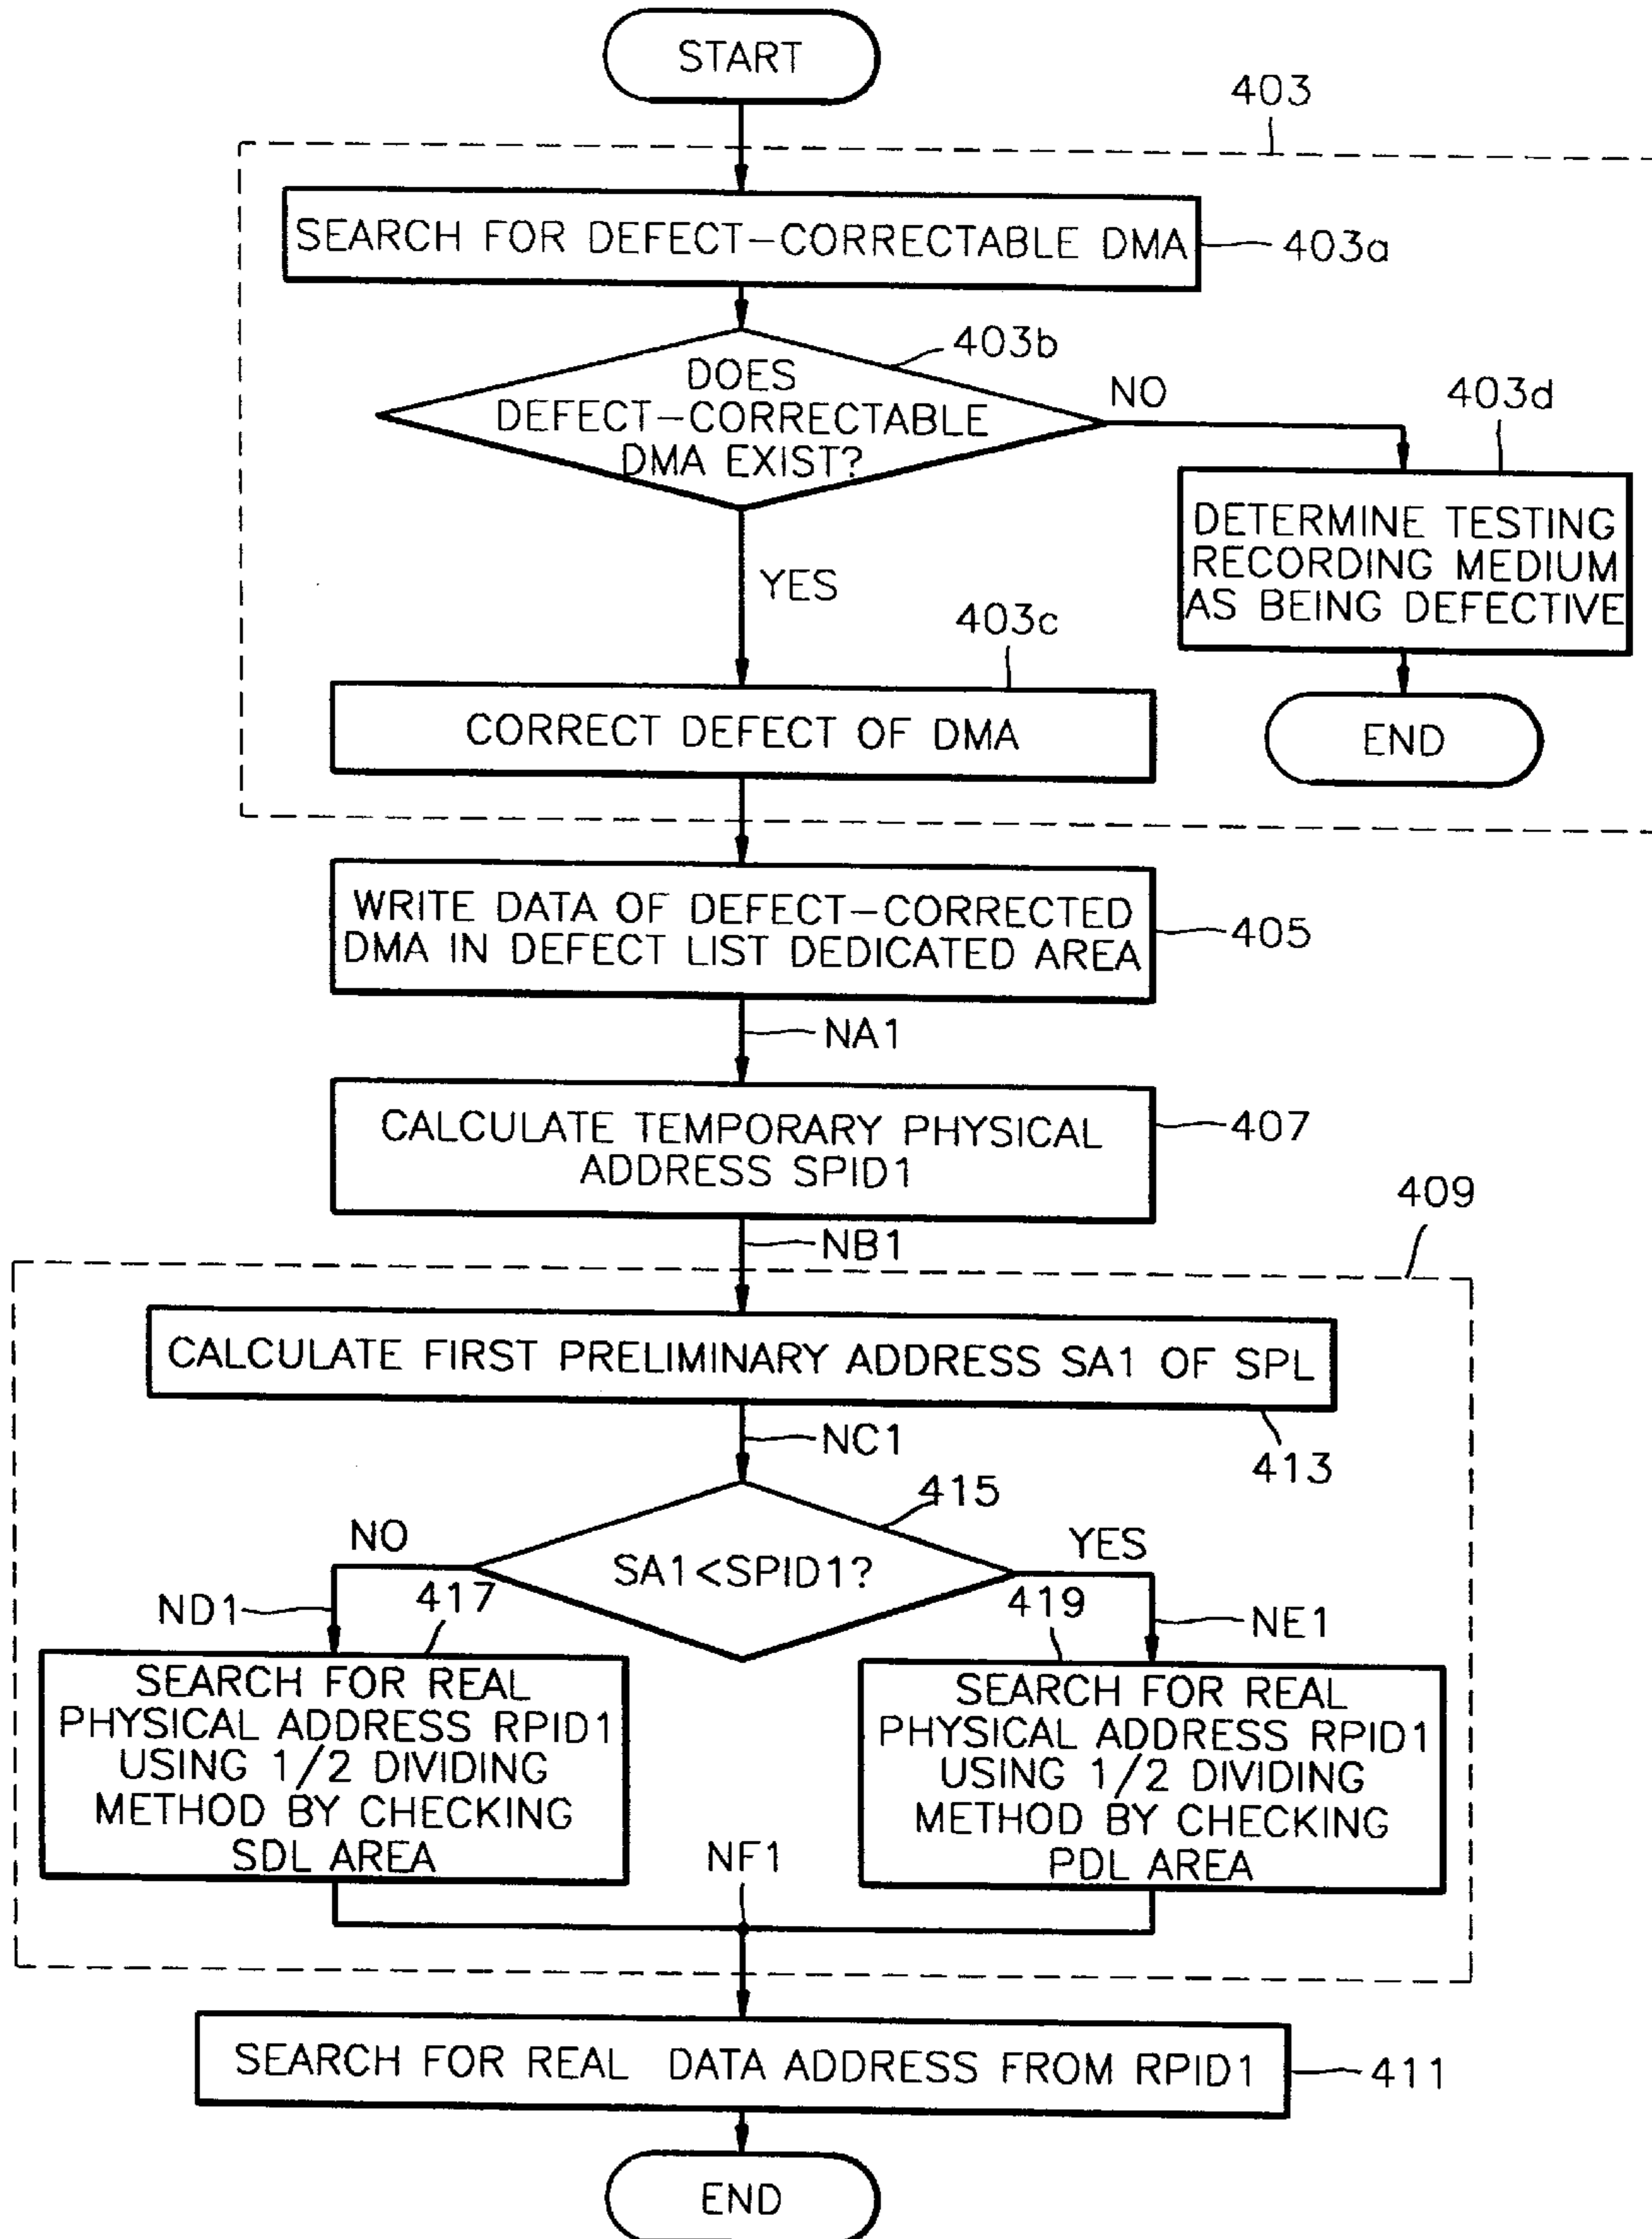 START
403
SEARCH FOR DEFECT-CORRECTABLE DMA
403a
403b
DOES
DEFECT-CORRECTABLE
DMA EXIST?
NO
403d
DETERMINE TESTING
RECORDING MEDIUM
AS BEING DEFECTIVE
YES
403c
CORRECT DEFECT OF DMA
END
WRITE DATA OF DEFECT-CORRECTED
DMA IN DEFECT LIST DEDICATED AREA
405
NA1
CALCULATE TEMPORARY PHYSICAL
ADDRESS SPID1
407
409
NB1
CALCULATE FIRST PRELIMINARY ADDRESS SA1 OF SPL
NC1
413
415
SA1<SPID1?
NO
YES
ND1
417
419
NE1
SEARCH FOR REAL
PHYSICAL ADDRESS RPID1
USING 1/2 DIVIDING
METHOD BY CHECKING
SDL AREA
SEARCH FOR REAL
PHYSICAL ADDRESS RPID1
USING 1/2 DIVIDING
METHOD BY CHECKING
PDL AREA
NF1
SEARCH FOR REAL DATA ADDRESS FROM RPID1
411
END